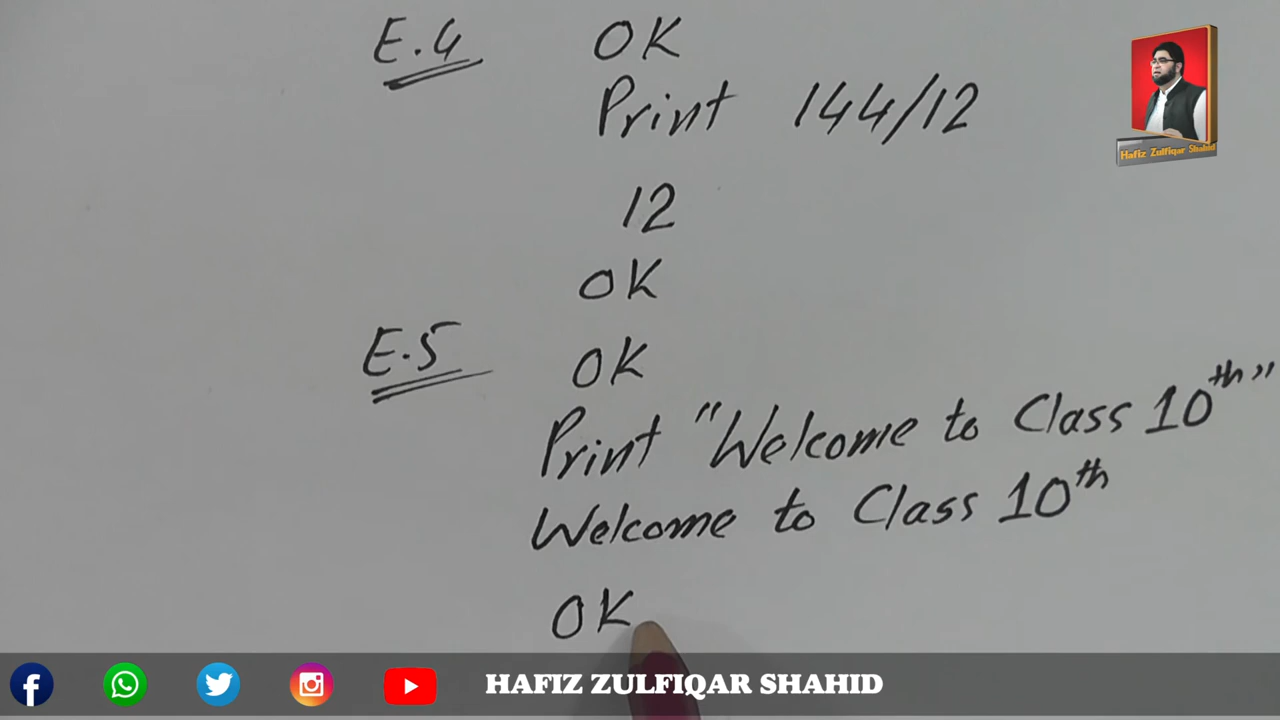 E.4 OK
Print 144/12
12
OK
E.5 OK
Print "Welcome to Class 10th"
Welcome to Class 10th
OK
Hafiz Zulfiqar Shahid
HAFIZ ZULFIQAR SHAHID